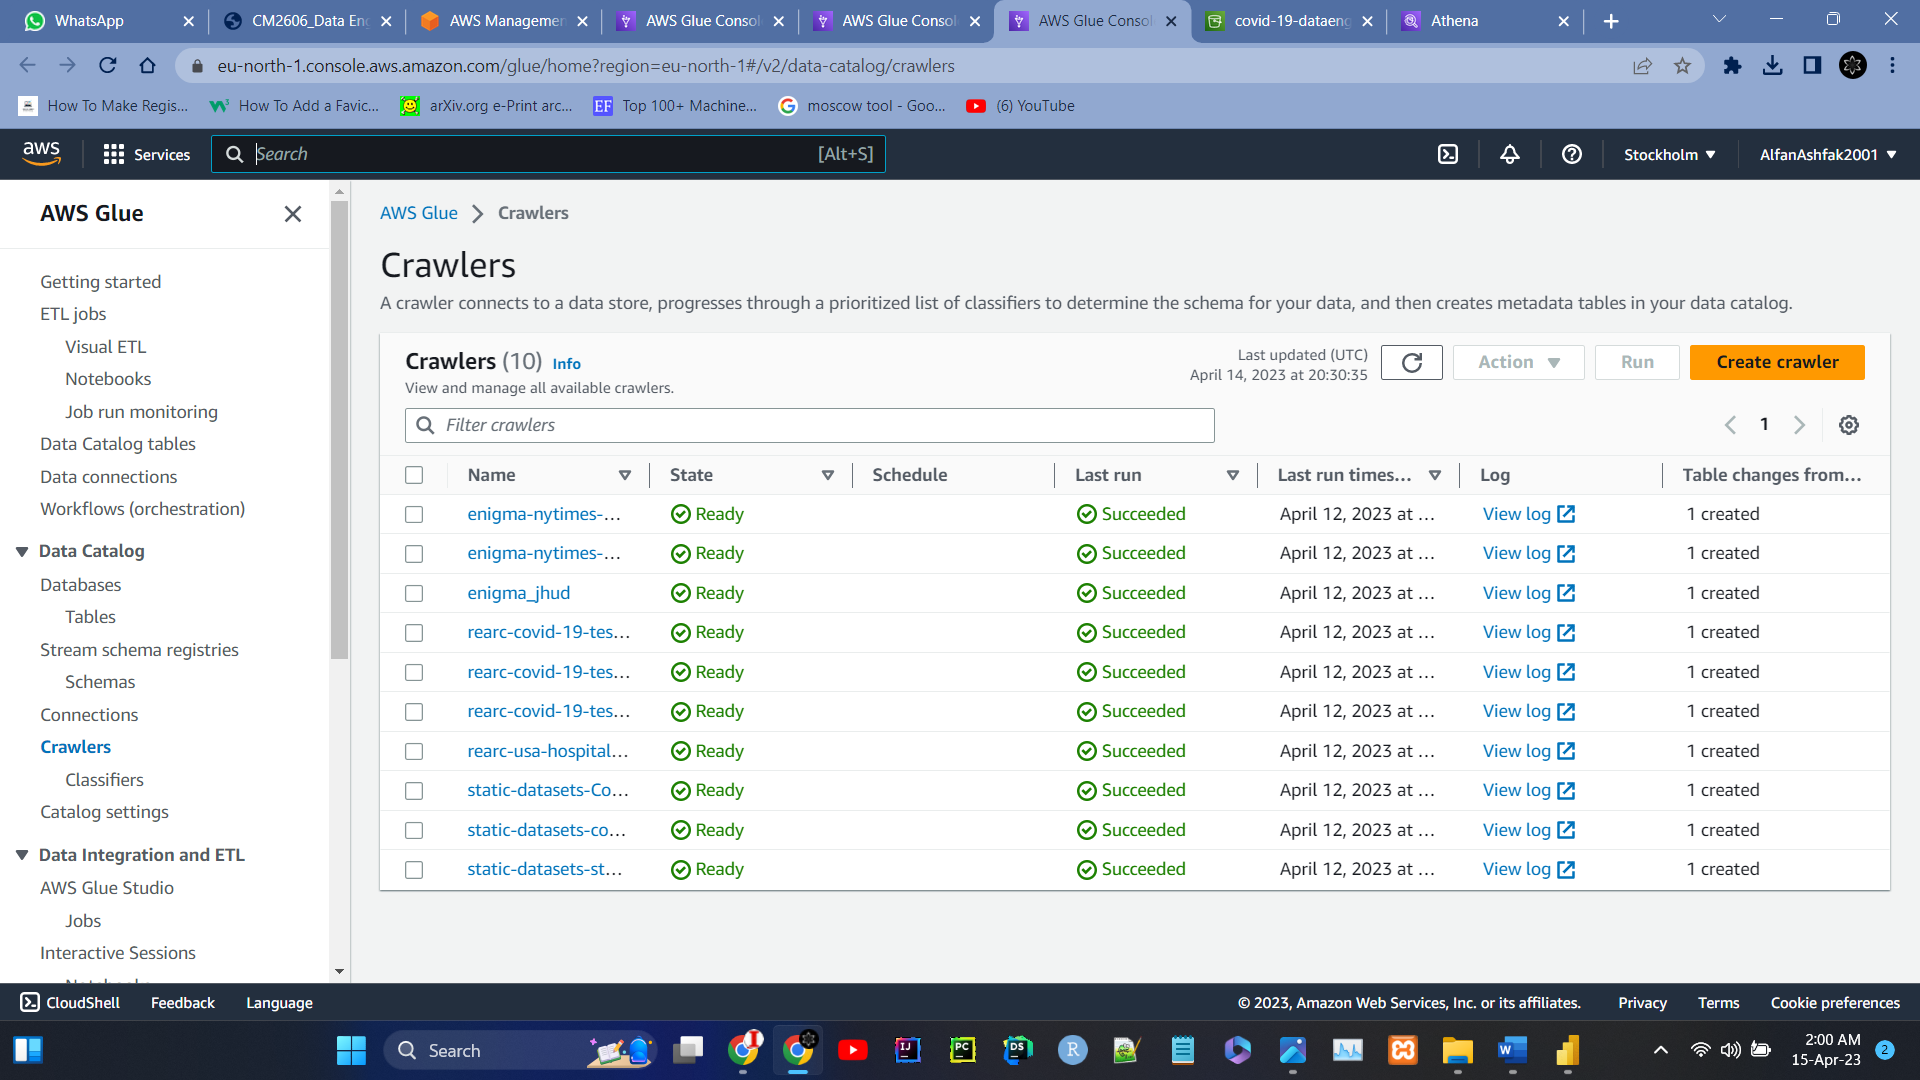 WhatsApp
CM2606_Data En
AWS Managemen
AWS Glue Consol
AWS Glue Consol
AWS Glue Consol
covid-19-dataeng
Athena
eu-north-1.console.aws.amazon.com/glue/home?region=eu-north-1#/v2/data-catalog/crawlers
How To Make Regis...
How To Add a Favic...
arXiv.org e-Print arc...
EF Top 100+ Machine...
moscow tool - Goo...
(6) YouTube
aws
Services
Search
[Alt+S]
Stockholm
AlfanAshfak2001
AWS Glue
Getting started
ETL jobs
Visual ETL
Notebooks
Job run monitoring
Data Catalog tables
Data connections
Workflows (orchestration)
Data Catalog
Databases
Tables
Stream schema registries
Schemas
Connections
Crawlers
Classifiers
Catalog settings
Data Integration and ETL
AWS Glue Studio
Jobs
Interactive Sessions
AWS Glue > Crawlers
Crawlers
A crawler connects to a data store, progresses through a prioritized list of classifiers to determine the schema for your data, and then creates metadata tables in your data catalog.
Crawlers (10) Info
View and manage all available crawlers.
Last updated (UTC)
April 14, 2023 at 20:30:35
Action
Run
Create crawler
Filter crawlers
1
Name State Schedule Last run Last run times... Log Table changes from...
enigma-nytimes-... Ready Succeeded April 12, 2023 at ... View log 1 created
enigma-nytimes-... Ready Succeeded April 12, 2023 at ... View log 1 created
enigma_jhud Ready Succeeded April 12, 2023 at ... View log 1 created
rearc-covid-19-tes... Ready Succeeded April 12, 2023 at ... View log 1 created
rearc-covid-19-tes... Ready Succeeded April 12, 2023 at ... View log 1 created
rearc-covid-19-tes... Ready Succeeded April 12, 2023 at ... View log 1 created
rearc-usa-hospital... Ready Succeeded April 12, 2023 at ... View log 1 created
static-datasets-Co... Ready Succeeded April 12, 2023 at ... View log 1 created
static-datasets-co... Ready Succeeded April 12, 2023 at ... View log 1 created
static-datasets-st... Ready Succeeded April 12, 2023 at ... View log 1 created
CloudShell
Feedback
Language
© 2023, Amazon Web Services, Inc. or its affiliates.
Privacy
Terms
Cookie preferences
Search
IJ
PC
DS
R
W
2:00 AM
15-Apr-23
2